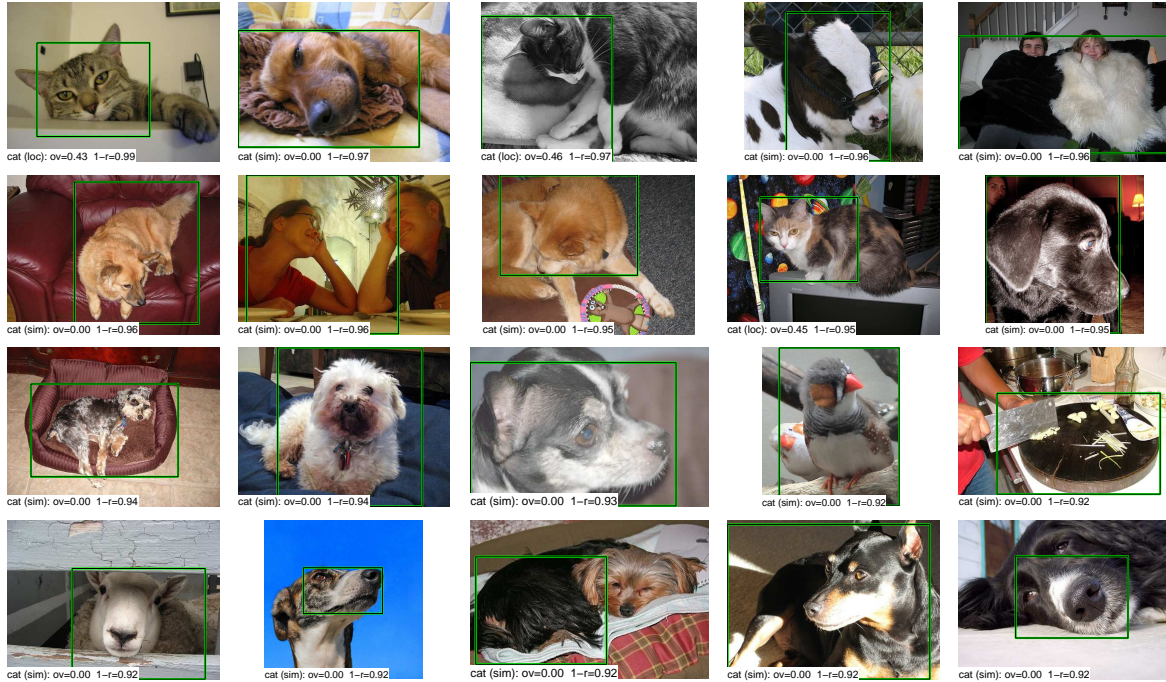 cat (loc): ov=0.43 1−r=0.99
cat (sim): ov=0.00 1−r=0.97
cat (loc): ov=0.46 1−r=0.97
cat (sim): ov=0.00 1−r=0.96
cat (sim): ov=0.00 1−r=0.96
cat (sim): ov=0.00 1−r=0.96
cat (sim): ov=0.00 1−r=0.96
cat (sim): ov=0.00 1−r=0.95
cat (loc): ov=0.45 1−r=0.95
cat (sim): ov=0.00 1−r=0.95
cat (sim): ov=0.00 1−r=0.94
cat (sim): ov=0.00 1−r=0.94
cat (sim): ov=0.00 1−r=0.93
cat (sim): ov=0.00 1−r=0.92
cat (sim): ov=0.00 1−r=0.92
cat (sim): ov=0.00 1−r=0.92
cat (sim): ov=0.00 1−r=0.92
cat (sim): ov=0.00 1−r=0.92
cat (sim): ov=0.00 1−r=0.92
cat (sim): ov=0.00 1−r=0.92